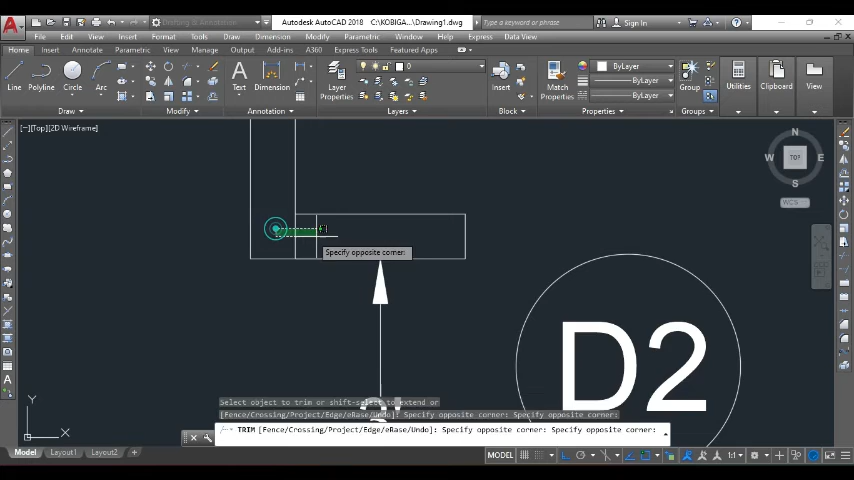 Drafting & Annotation
Autodesk AutoCAD 2018 C:\KOBIGA...\Drawing1.dwg
Type a keyword or phrase
Sign In
File Edit View Insert Format Tools Draw Dimension Modify Parametric Window Help Express
Home Insert Annotate Parametric View Manage Output Add-ins A360 Express Tools Featured Apps
Line Polyline Circle Arc
Text Dimension
Layer Properties
0
Insert
Match Properties
ByLayer
ByLayer
ByLayer
Group
Utilities
Clipboard
View
Draw Modify Annotation Layers Block Properties Groups
[−][Top][2D Wireframe]
N
W TOP E
S
WCS
Specify opposite corner:
D2
Select object to trim or shift-select to extend or
[Fence/Crossing/Project/Edge/eRase/Undo]: Specify opposite corner: Specify opposite corner:
TRIM [Fence/Crossing/Project/Edge/eRase/Undo]: Specify opposite corner: Specify opposite corner:
Y
X
Model Layout1 Layout2 +
MODEL
1:1